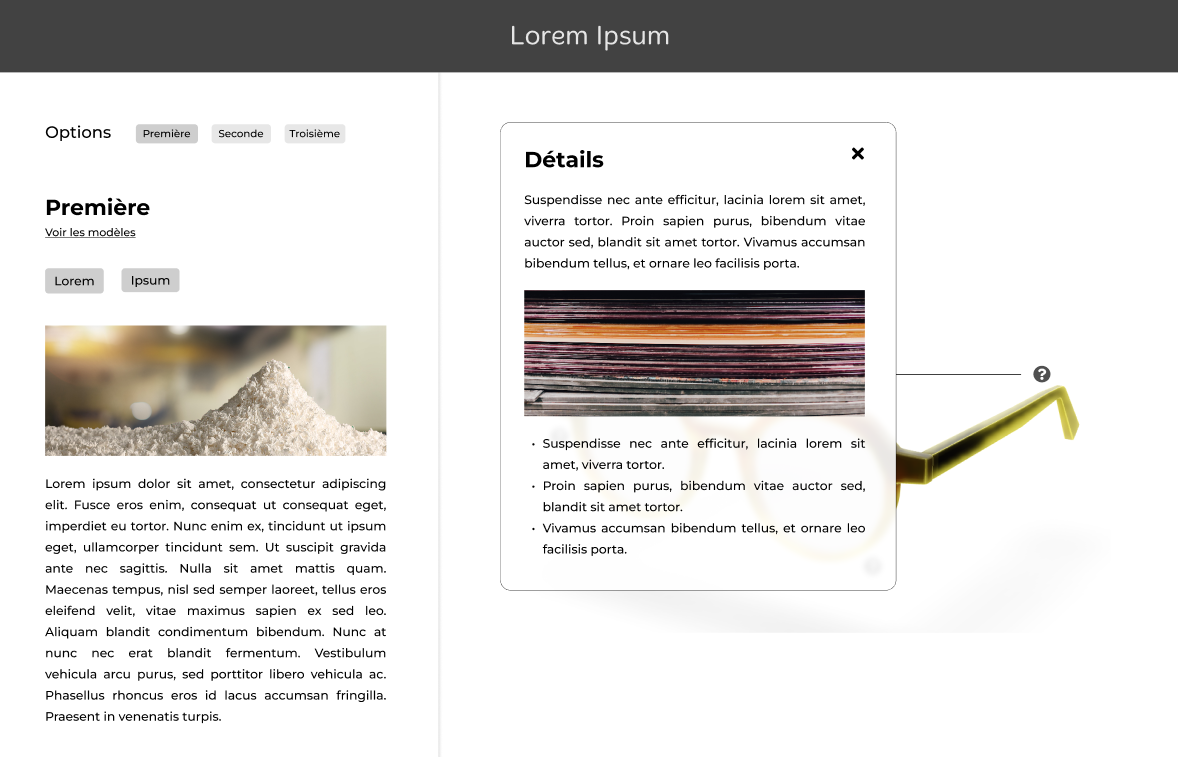 Lorem Ipsum
Options
Première
Seconde
Troisième
Première
Voir les modèles
Lorem
Ipsum
Lorem ipsum dolor sit amet, consectetur adipiscing
elit. Fusce eros enim, consequat ut consequat eget,
imperdiet eu tortor. Nunc enim ex, tincidunt ut ipsum
eget, ullamcorper tincidunt sem. Ut suscipit gravida
ante nec sagittis. Nulla sit amet mattis quam.
Maecenas tempus, nisl sed semper laoreet, tellus eros
eleifend velit, vitae maximus sapien ex sed leo.
Aliquam blandit condimentum bibendum. Nunc at
nunc nec erat blandit fermentum. Vestibulum
vehicula arcu purus, sed porttitor libero vehicula ac.
Phasellus rhoncus eros id lacus accumsan fringilla.
Praesent in venenatis turpis.
Détails
Suspendisse nec ante efficitur, lacinia lorem sit amet,
viverra tortor. Proin sapien purus, bibendum vitae
auctor sed, blandit sit amet tortor. Vivamus accumsan
bibendum tellus, et ornare leo facilisis porta.
• Suspendisse nec ante efficitur, lacinia lorem sit
amet, viverra tortor.
• Proin sapien purus, bibendum vitae auctor sed,
blandit sit amet tortor.
• Vivamus accumsan bibendum tellus, et ornare leo
facilisis porta.
?